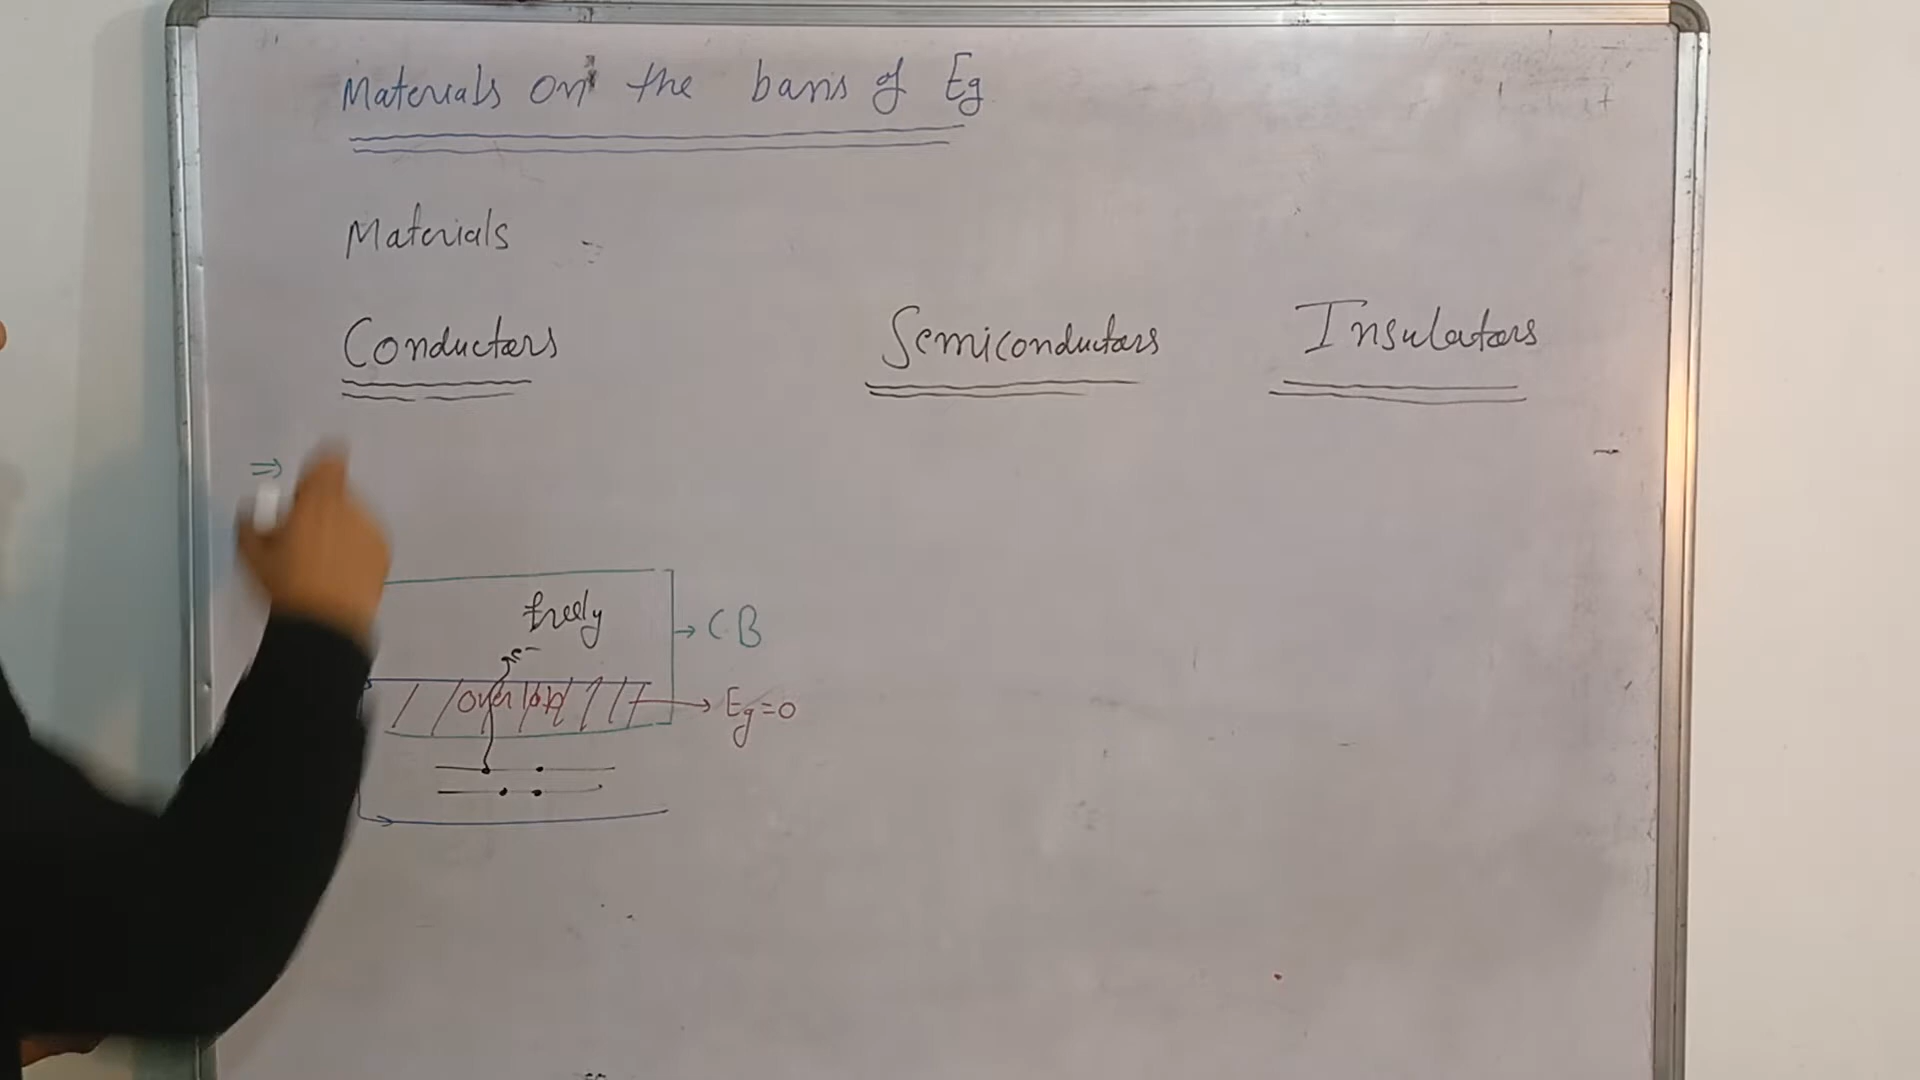 Materials on the basis of Eg
Materials
Conductors Semiconductors Insulators
⇒
freely
e-
→ CB
overlap → Eg=0